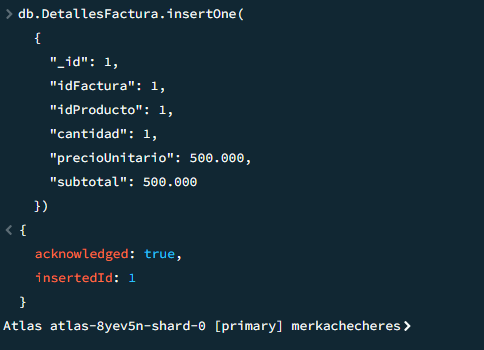 > db.DetallesFactura.insertOne(
{
"_id": 1,
"idFactura": 1,
"idProducto": 1,
"cantidad": 1,
"precioUnitario": 500.000,
"subtotal": 500.000
})
< {
acknowledged: true,
insertedId: 1
}
Atlas atlas-8yev5n-shard-0 [primary] merkachecheres>